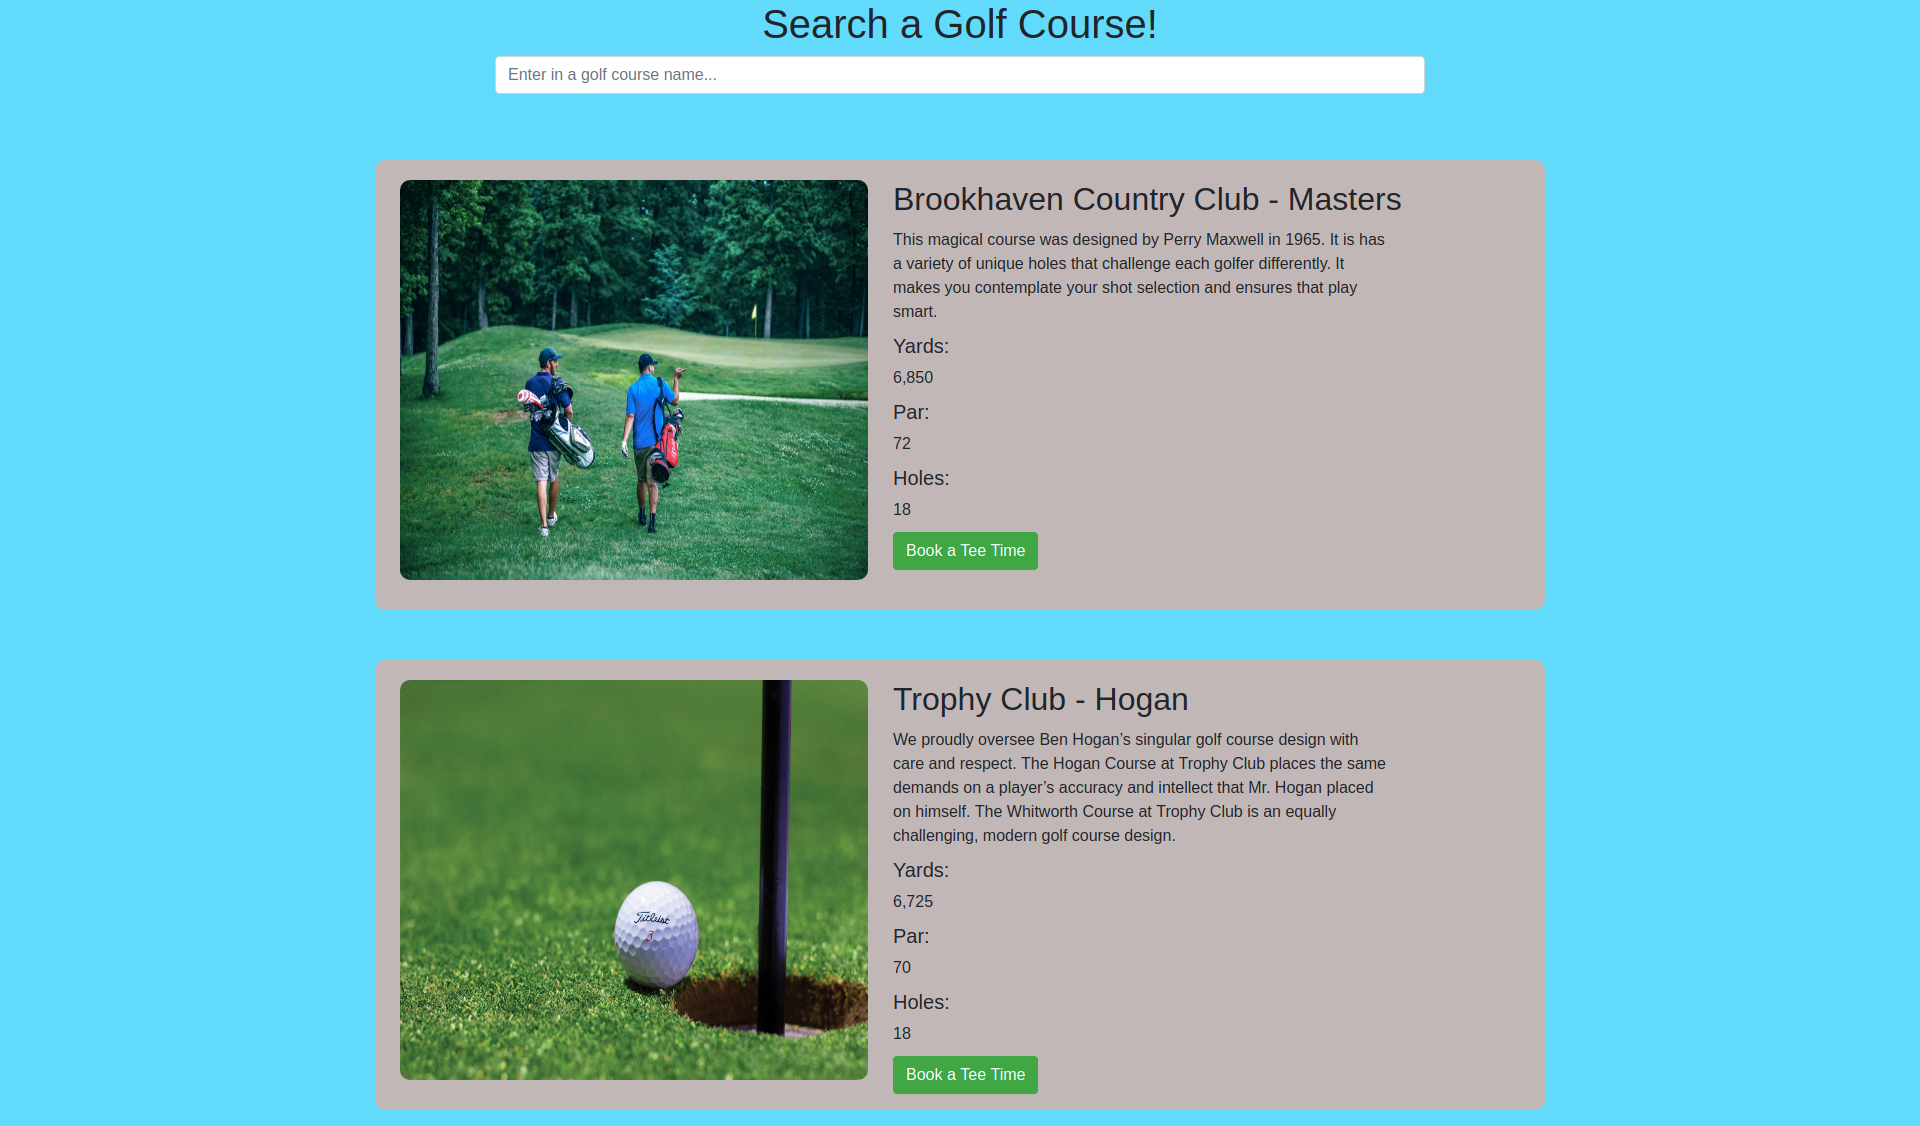 Search a Golf Course!
Enter in a golf course name...
Brookhaven Country Club - Masters
This magical course was designed by Perry Maxwell in 1965. It is has
a variety of unique holes that challenge each golfer differently. It
makes you contemplate your shot selection and ensures that play
smart.
Yards:
6,850
Par:
72
Holes:
18
Book a Tee Time
Trophy Club - Hogan
We proudly oversee Ben Hogan’s singular golf course design with
care and respect. The Hogan Course at Trophy Club places the same
demands on a player’s accuracy and intellect that Mr. Hogan placed
on himself. The Whitworth Course at Trophy Club is an equally
challenging, modern golf course design.
Titleist
3
Yards:
6,725
Par:
70
Holes:
18
Book a Tee Time